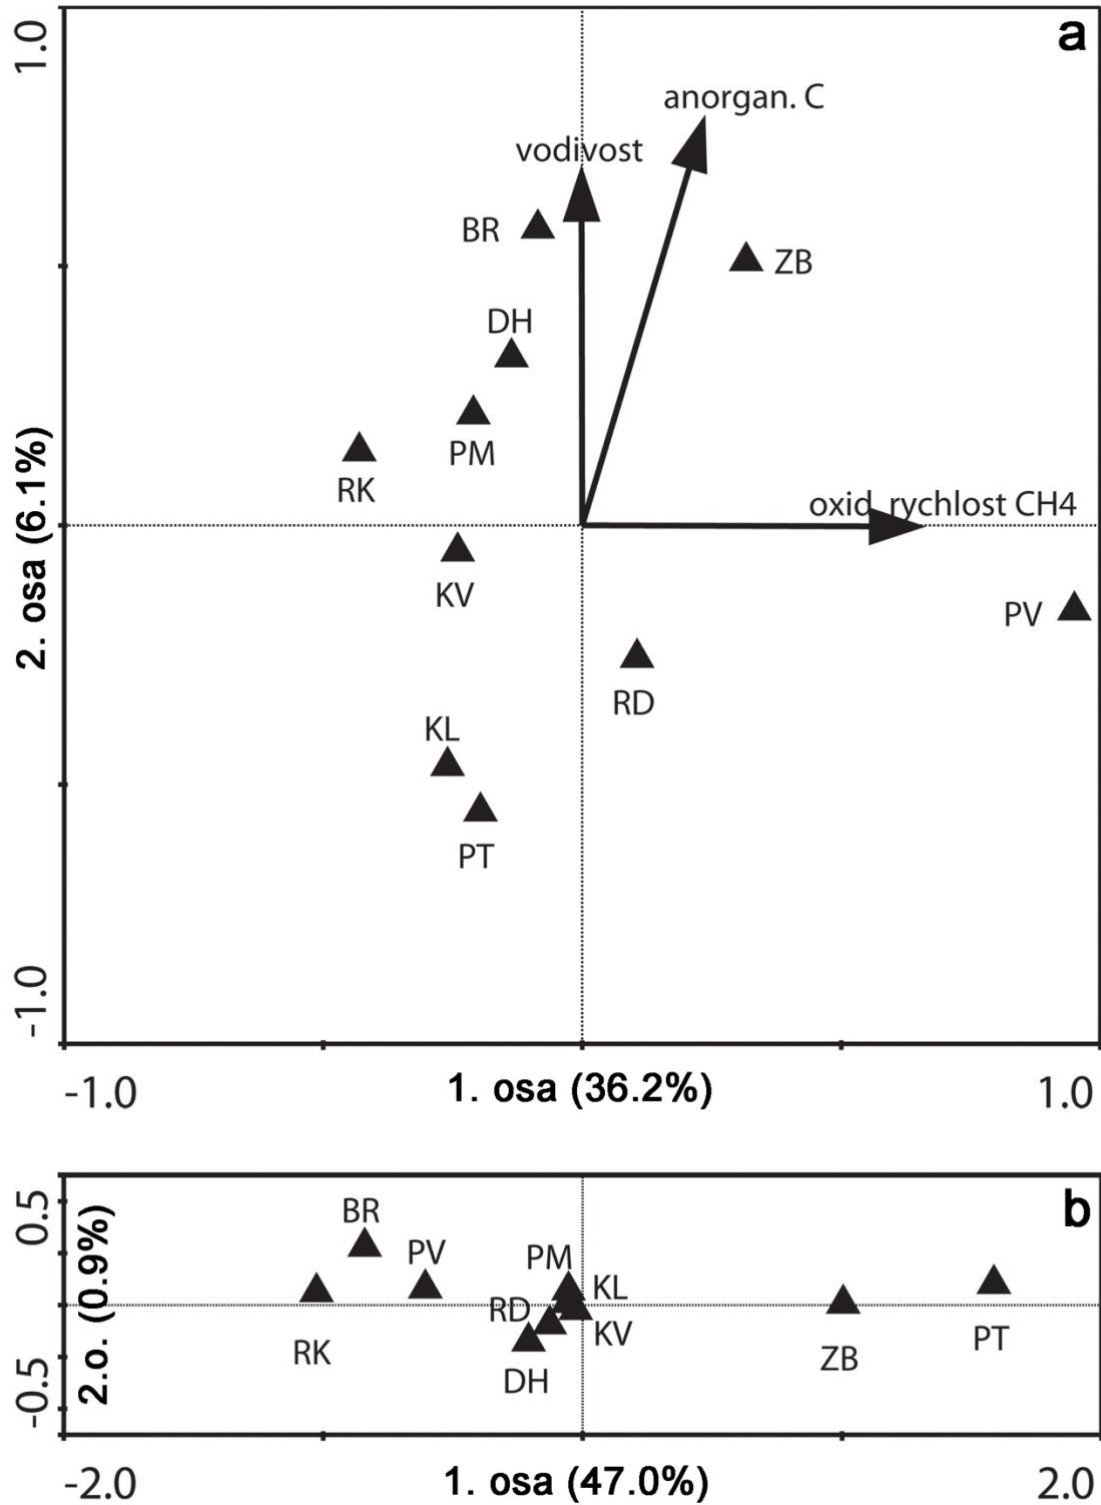 a
1.0
anorgan. C
vodivost
BR
ZB
DH
PM
RK
oxid. rychlost CH4
2. osa (6.1%)
KV
PV
RD
KL
PT
-1.0
-1.0
1. osa (36.2%)
1.0
b
0.5
BR
PV
PM
KL
RD
KV
2.o. (0.9%)
RK
ZB
PT
DH
-0.5
-2.0
1. osa (47.0%)
2.0